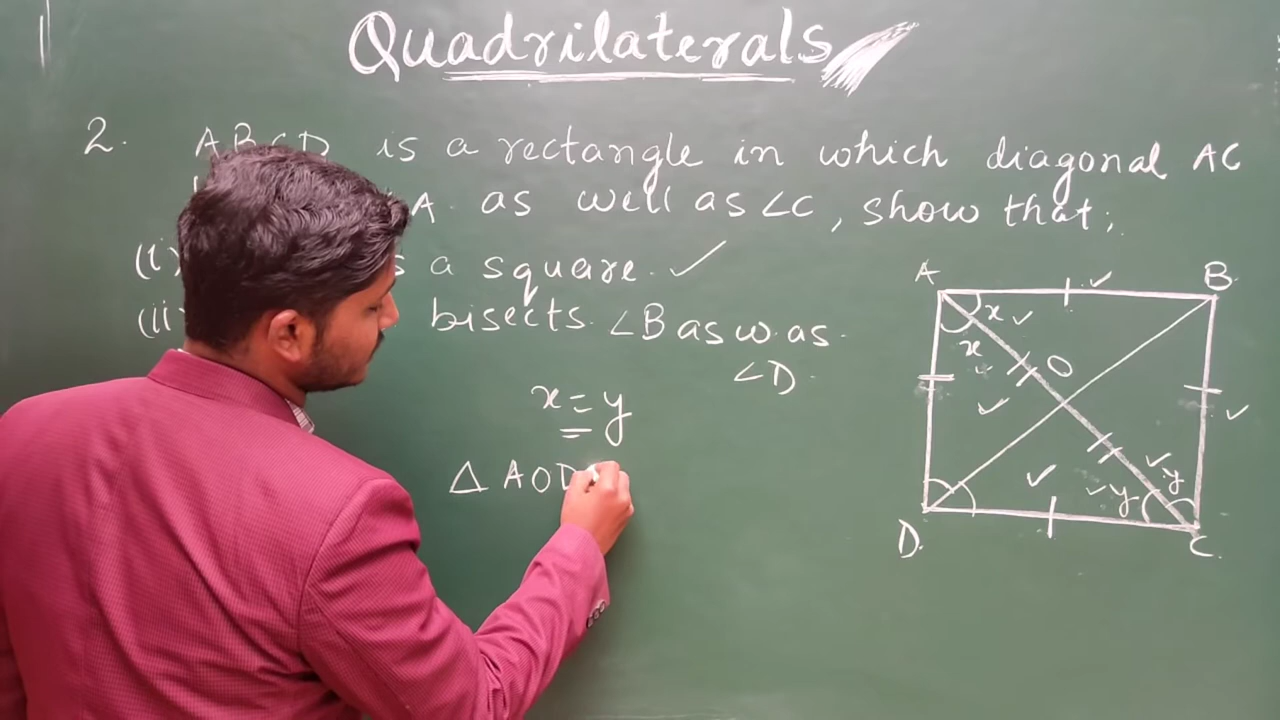 Quadrilaterals
2. ABCD is a rectangle in which diagonal AC
A. as well as ∠C, show that;
(i) a square. ✓
(ii) bisects. ∠B as w. as.
∠D.
x = y
△ AOD
A
B
x ✓
x
O
✓
✓
✓
✓ y
✓ y
D.
C.